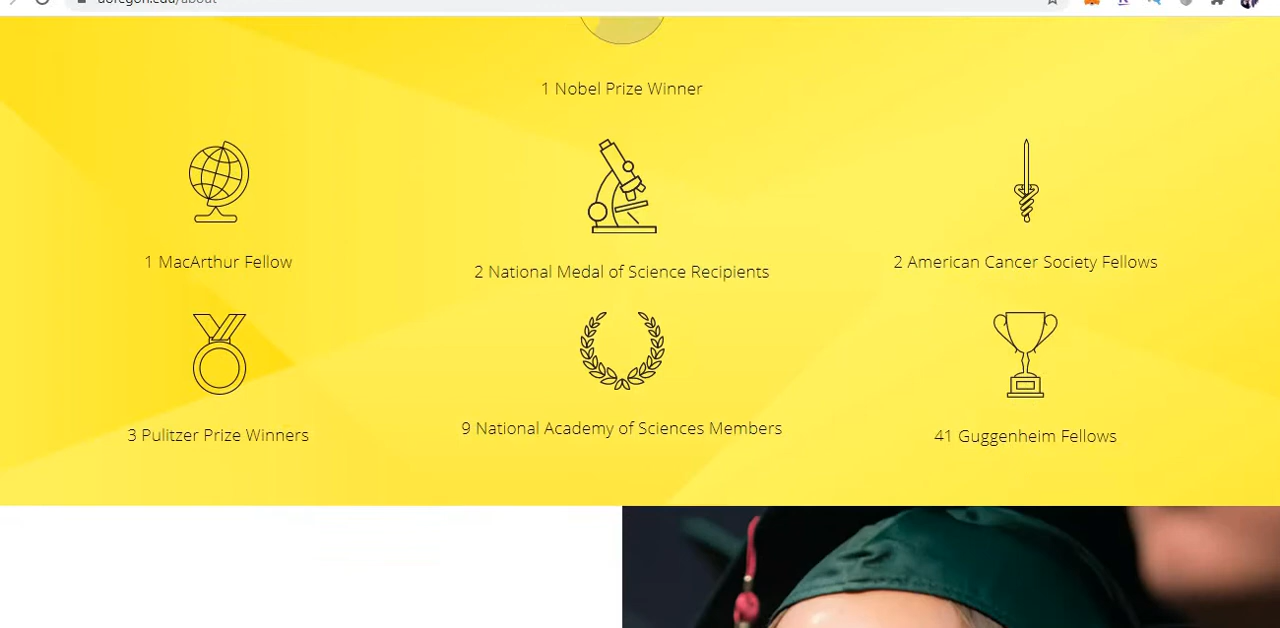 uoregon.edu/about
1 Nobel Prize Winner
1 MacArthur Fellow
2 National Medal of Science Recipients
2 American Cancer Society Fellows
3 Pulitzer Prize Winners
9 National Academy of Sciences Members
41 Guggenheim Fellows